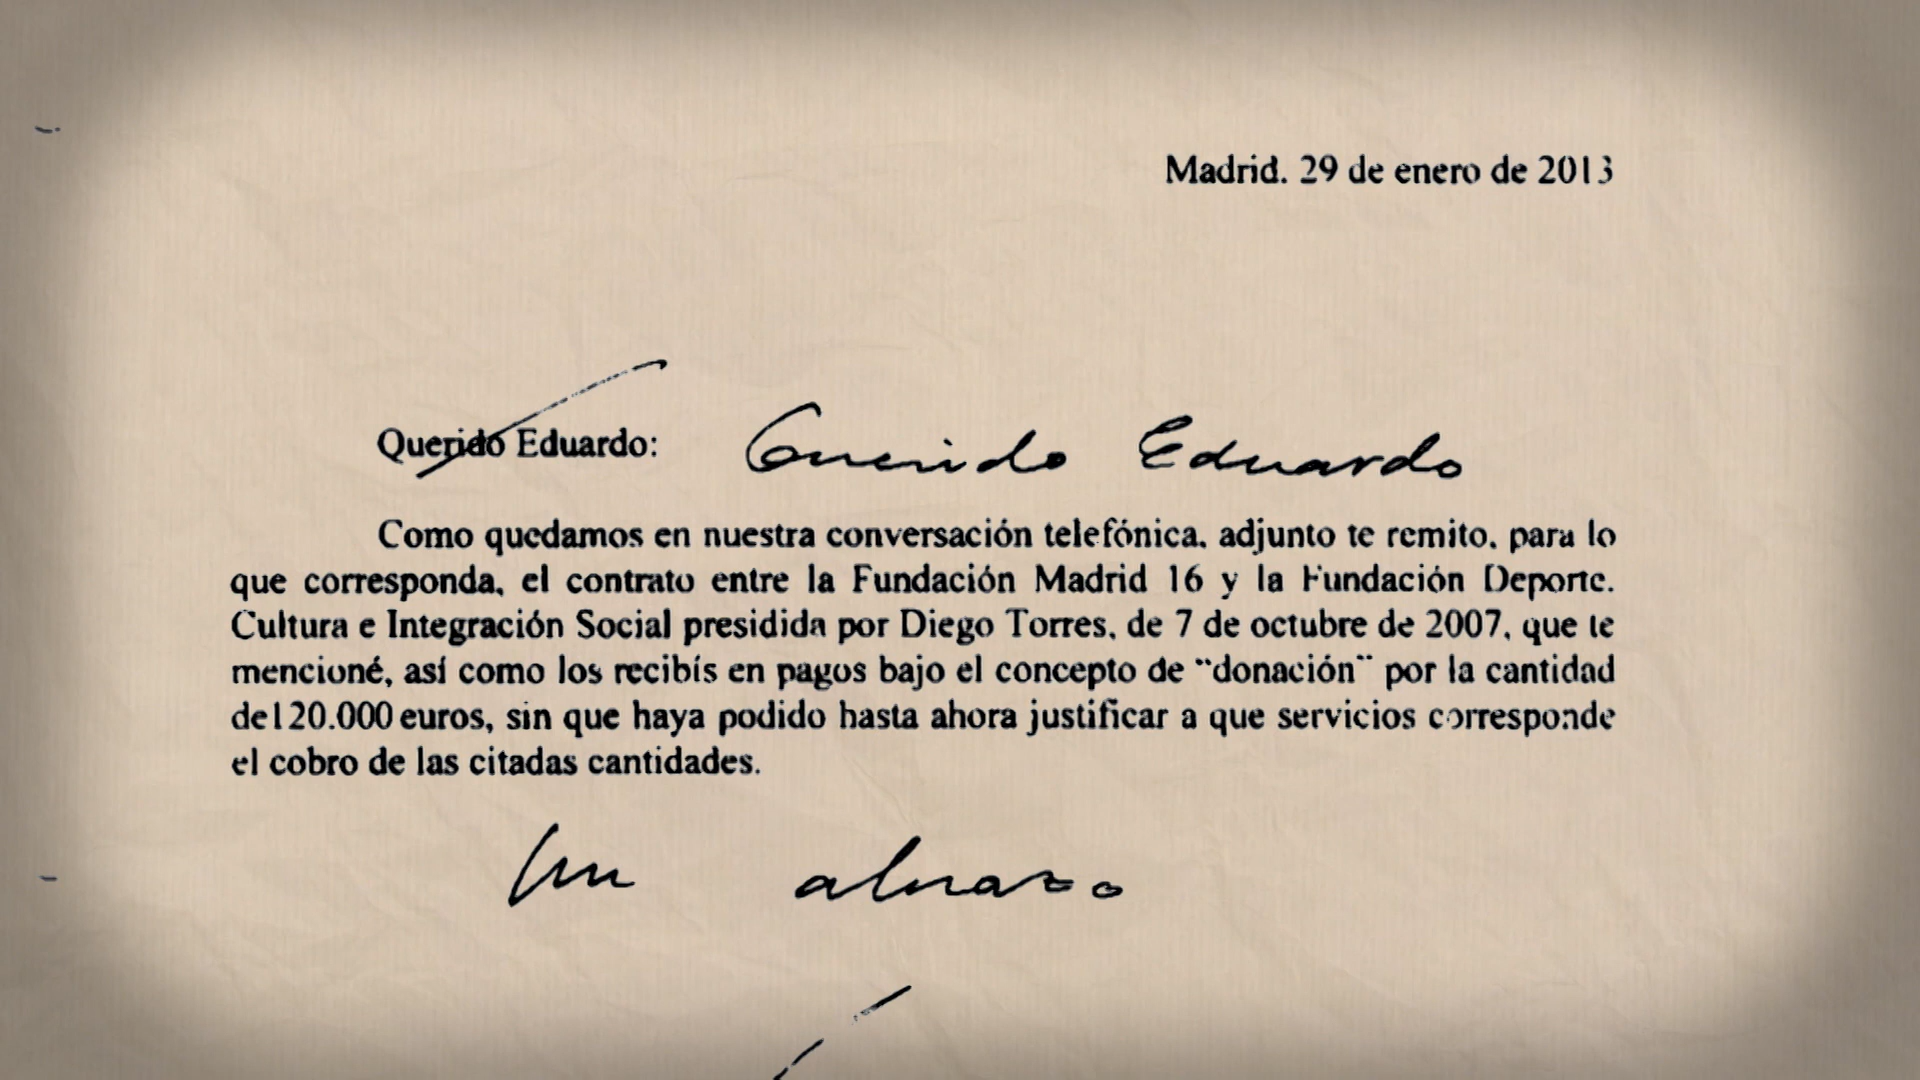 Madrid. 29 de enero de 2013
Querido Eduardo: Querido Eduardo
Como quedamos en nuestra conversación telefónica, adjunto te remito, para lo
que corresponda, el contrato entre la Fundación Madrid 16 y la Fundación Deporte.
Cultura e Integración Social presidida por Diego Torres, de 7 de octubre de 2007, que te
mencioné, así como los recibís en pagos bajo el concepto de "donación" por la cantidad
de120.000 euros, sin que haya podido hasta ahora justificar a que servicios corresponde
el cobro de las citadas cantidades.
Un abrazo